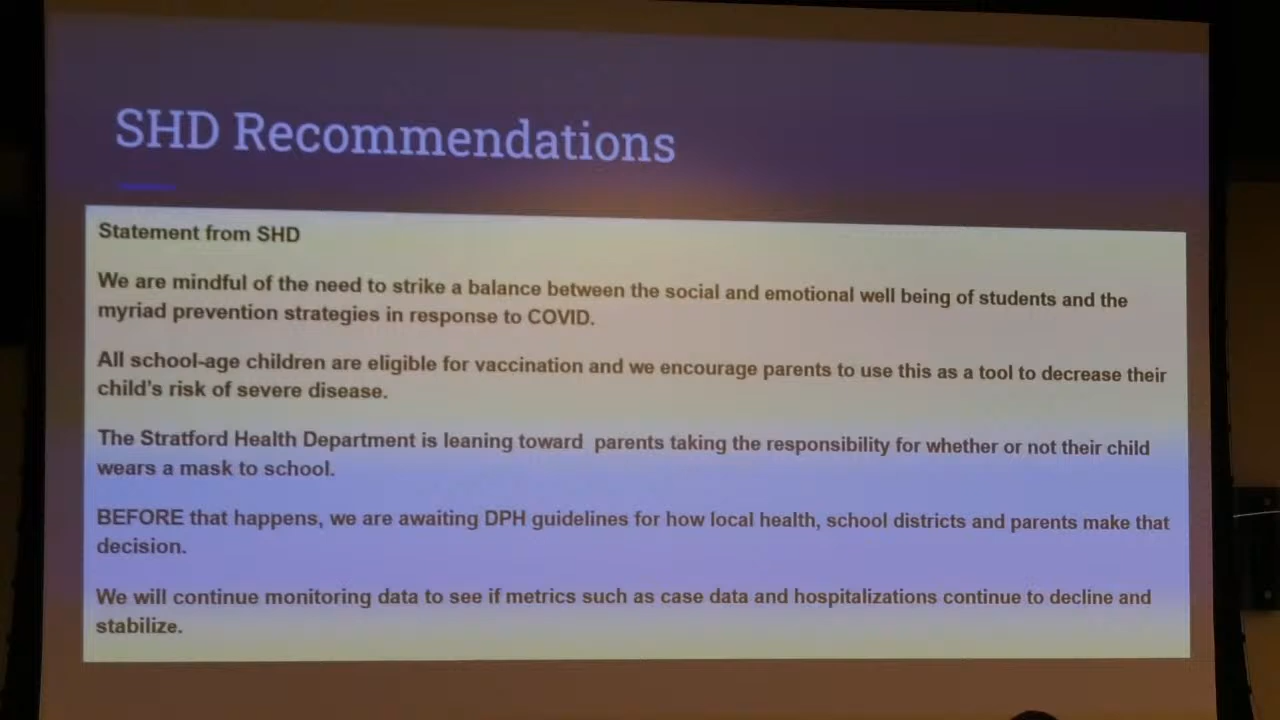 SHD Recommendations
Statement from SHD
We are mindful of the need to strike a balance between the social and emotional well being of students and the
myriad prevention strategies in response to COVID.
All school-age children are eligible for vaccination and we encourage parents to use this as a tool to decrease their
child's risk of severe disease.
The Stratford Health Department is leaning toward  parents taking the responsibility for whether or not their child
wears a mask to school.
BEFORE that happens, we are awaiting DPH guidelines for how local health, school districts and parents make that
decision.
We will continue monitoring data to see if metrics such as case data and hospitalizations continue to decline and
stabilize.